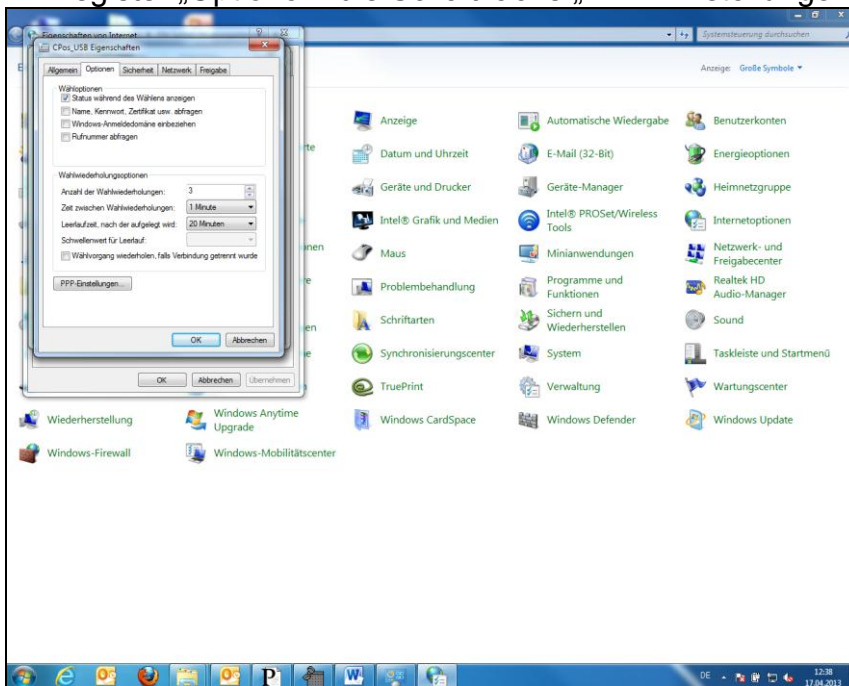 Systemsteuerung durchsuchen
Eigenschaften von Internet
CPos_USB Eigenschaften
Anzeige: Große Symbole
Allgemein Optionen Sicherheit Netzwerk Freigabe
Wähloptionen
Status während des Wählens anzeigen
Name, Kennwort, Zertifikat usw. abfragen
Windows-Anmeldedomäne einbeziehen
Rufnummer abfragen
Wahlwiederholungsoptionen
Anzahl der Wahlwiederholungen: 3
Zeit zwischen Wahlwiederholungen: 1 Minute
Leerlaufzeit, nach der aufgelegt wird: 20 Minuten
Schwellenwert für Leerlauf:
Wählvorgang wiederholen, falls Verbindung getrennt wurde
PPP-Einstellungen...
OK Abbrechen
OK Abbrechen Übernehmen
Anzeige Automatische Wiedergabe Benutzerkonten
Datum und Uhrzeit E-Mail (32-Bit) Energieoptionen
Geräte und Drucker Geräte-Manager Heimnetzgruppe
Intel® Grafik und Medien Intel® PROSet/Wireless Internetoptionen
Tools
Maus Minianwendungen Netzwerk- und
Freigabecenter
Problembehandlung Programme und Realtek HD
Funktionen Audio-Manager
Schriftarten Sichern und Sound
Wiederherstellen
Synchronisierungscenter System Taskleiste und Startmenü
TruePrint Verwaltung Wartungscenter
Wiederherstellung Windows Anytime Windows CardSpace Windows Defender Windows Update
Upgrade
Windows-Firewall Windows-Mobilitätscenter
DE 12:38
17.04.2013